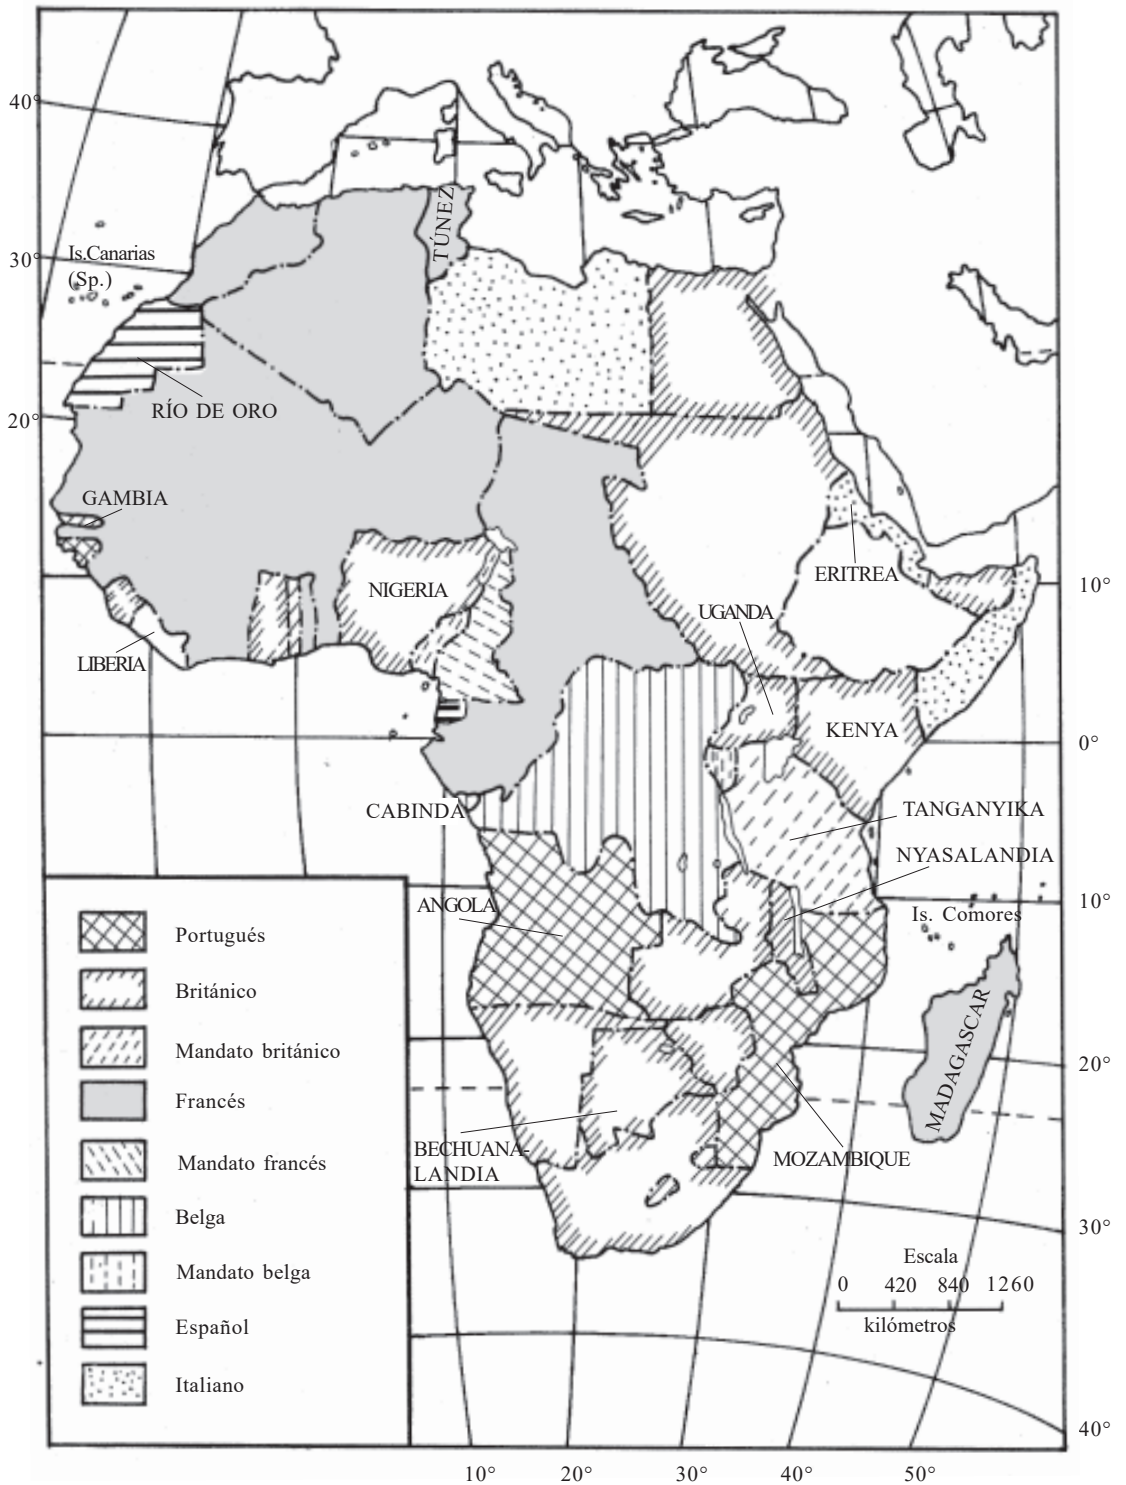 40°
30°
20°
Is.Canarias
(Sp.)
TÚNEZ
RÍO DE ORO
GAMBIA
LIBERIA
NIGERIA
ERITREA
UGANDA
10°
KENYA
0°
CABINDA
TANGANYIKA
NYASALANDIA
ANGOLA
10°
Is. Comores
MADAGASCAR
20°
BECHUANA-
LANDIA
MOZAMBIQUE
30°
Portugués
Británico
Mandato británico
Francés
Mandato francés
Belga
Mandato belga
Español
Italiano
Escala
0 420 840 1260
kilómetros
40°
10° 20° 30° 40° 50°